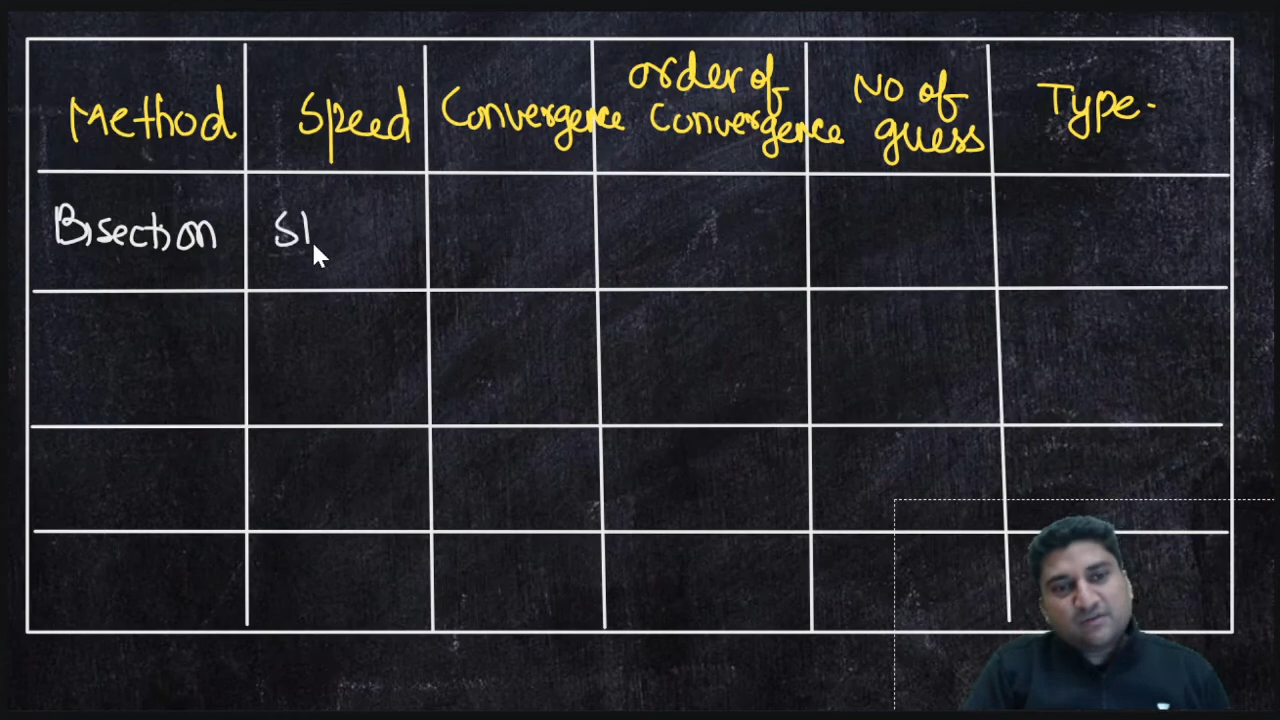 Method Speed Convergence Order of Convergence No of guess Type
Bisection Sl